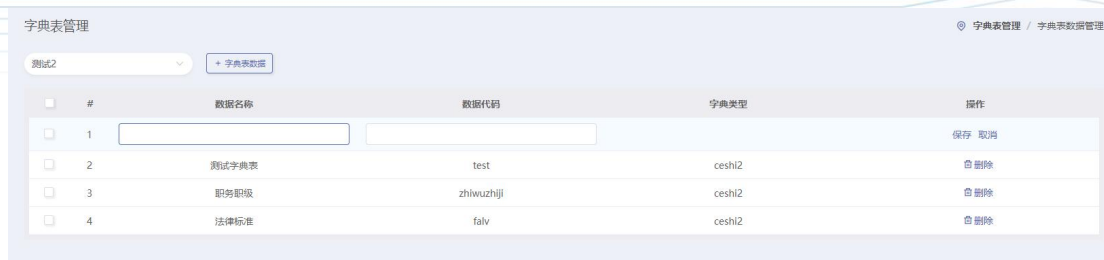 字典表管理
字典表管理 / 字典表数据管理
测试2 + 字典表数据
# 数据名称 数据代码 字典类型 操作
1 保存 取消
2 测试字典表 test ceshi2 删除
3 职务职级 zhiwuzhiji ceshi2 删除
4 法律标准 falv ceshi2 删除